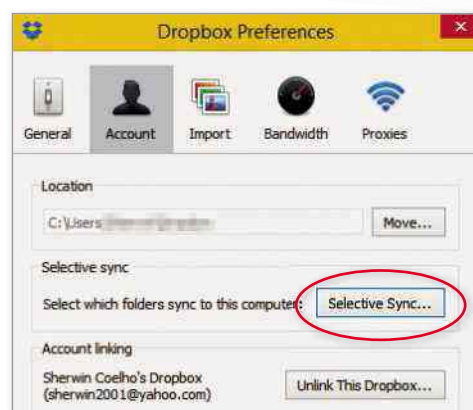 Dropbox Preferences
General Account Import Bandwidth Proxies
Location
C:\Users
Move...
Selective sync
Select which folders sync to this computer: Selective Sync...
Account linking
Sherwin Coelho's Dropbox
(sherwin2001@yahoo.com)
Unlink This Dropbox...